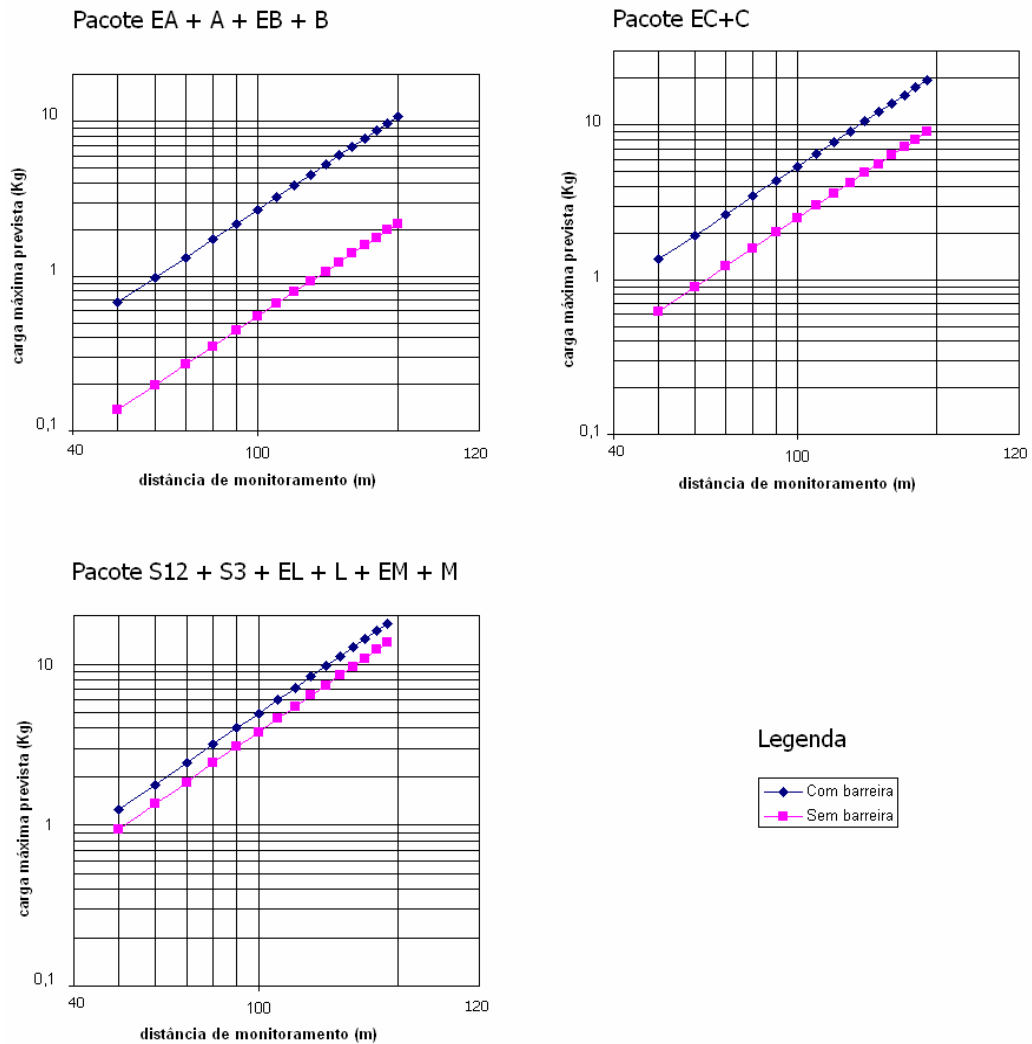 Pacote EA + A + EB + B
10
1
0,1
40
100
120
carga máxima prevista (Kg)
distância de monitoramento (m)
Pacote EC+C
10
1
0,1
40
100
120
carga máxima prevista (Kg)
distância de monitoramento (m)
Pacote S12 + S3 + EL + L + EM + M
10
1
0,1
40
100
120
carga máxima prevista (Kg)
distância de monitoramento (m)
Legenda
Com barreira
Sem barreira